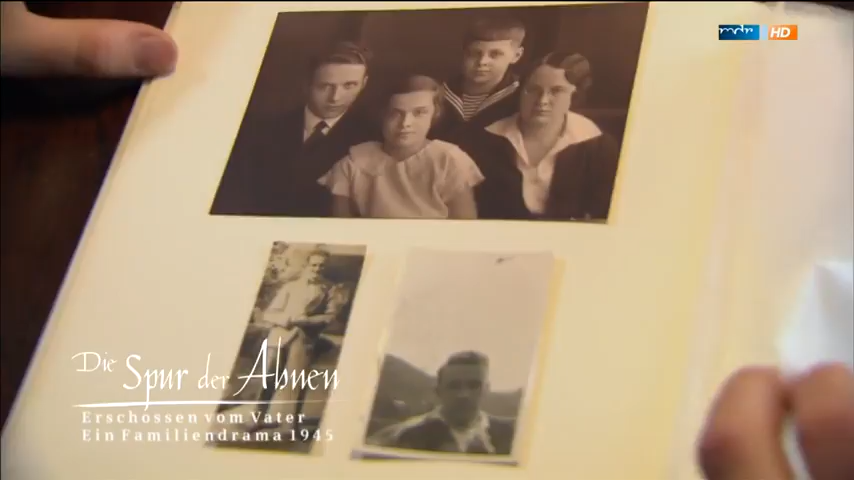 mdr HD
Die Spur der Ahnen
Erschossen vom Vater
Ein Familiendrama 1945